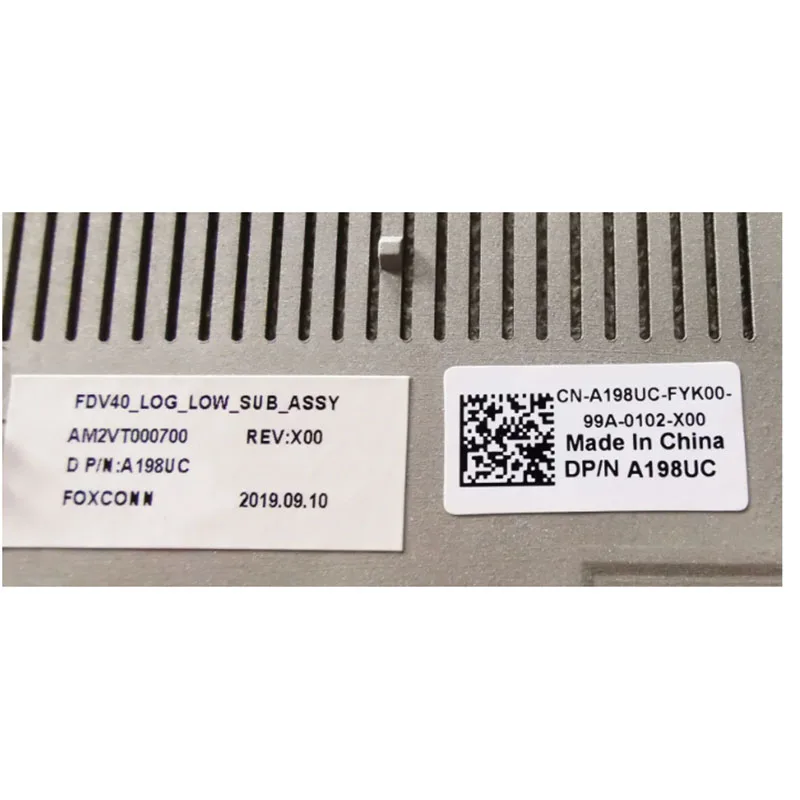 FDV40_LOG_LOW_SUB_ASSY
AM2VT000700 REV:X00
D P/N:A198UC
FOXCONN 2019.09.10
CN-A198UC-FYK00-
99A-0102-X00
Made In China
DP/N A198UC